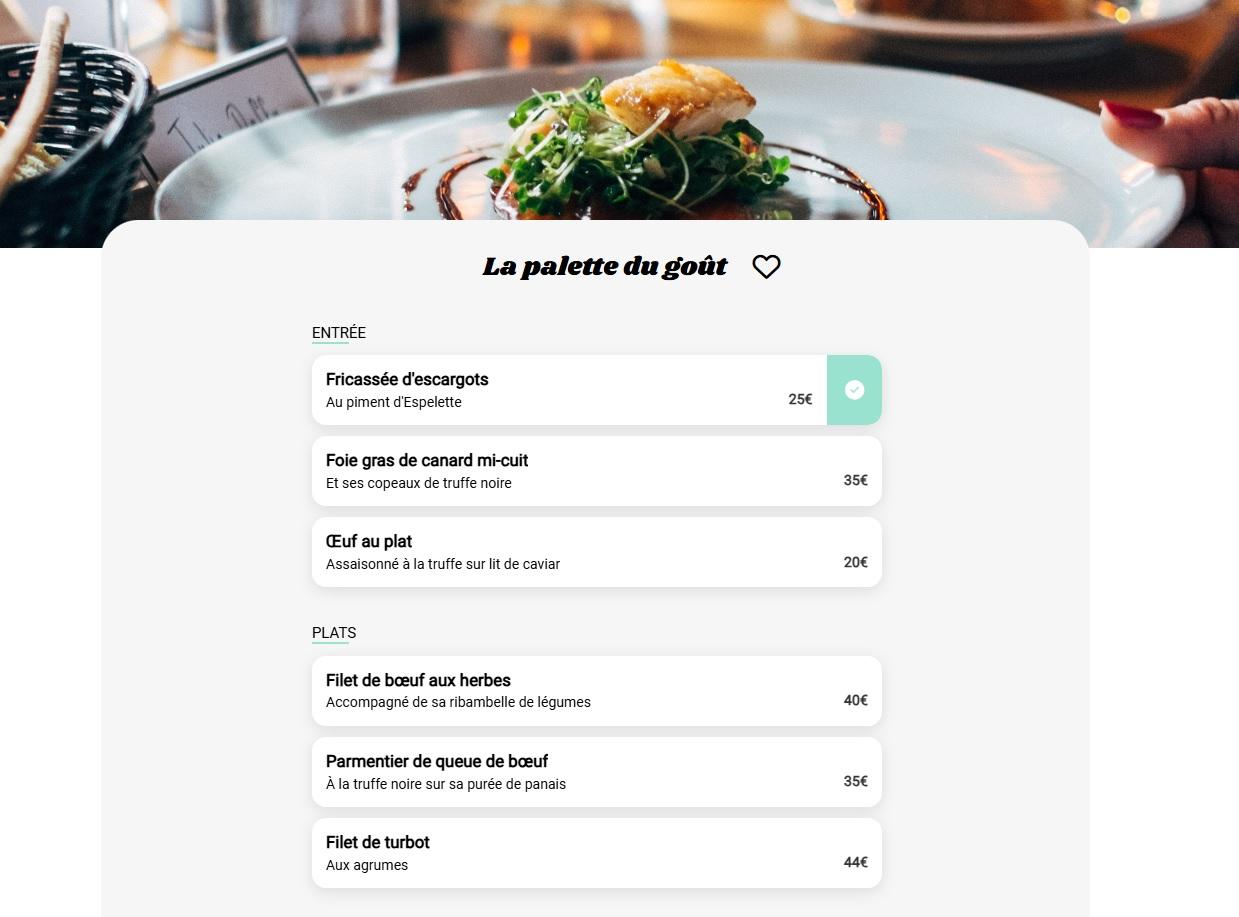 La palette du goût
ENTRÉE
Fricassée d'escargots
Au piment d'Espelette
25€
Foie gras de canard mi-cuit
Et ses copeaux de truffe noire
35€
Œuf au plat
Assaisonné à la truffe sur lit de caviar
20€
PLATS
Filet de bœuf aux herbes
Accompagné de sa ribambelle de légumes
40€
Parmentier de queue de bœuf
À la truffe noire sur sa purée de panais
35€
Filet de turbot
Aux agrumes
44€